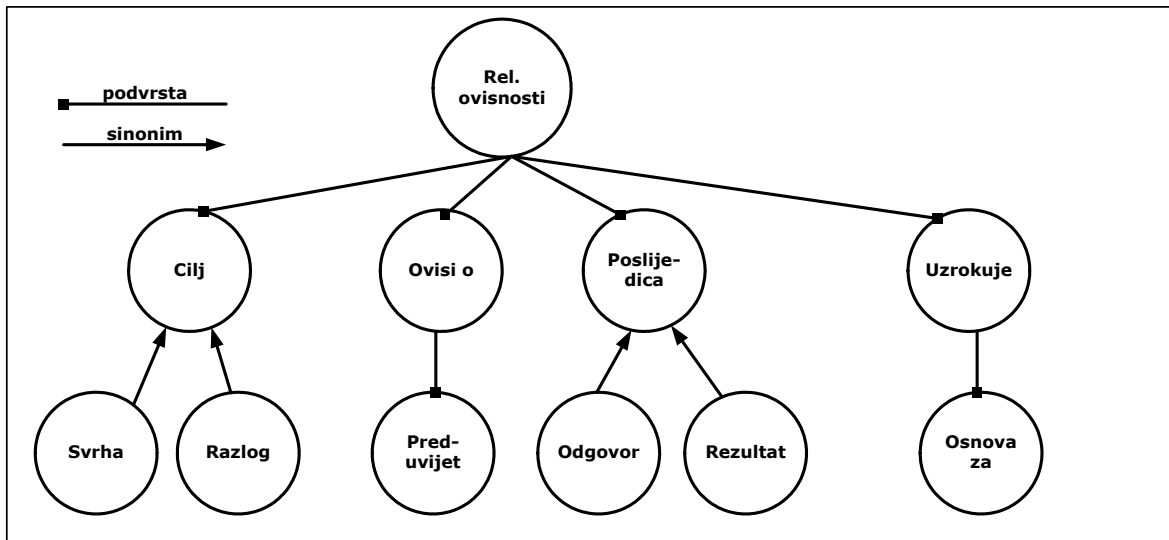 Rel.
ovisnosti
podvrsta
sinonim
Cilj
Ovisi o
Poslije-
dica
Uzrokuje
Svrha
Razlog
Pred-
uvijet
Odgovor
Rezultat
Osnova
za